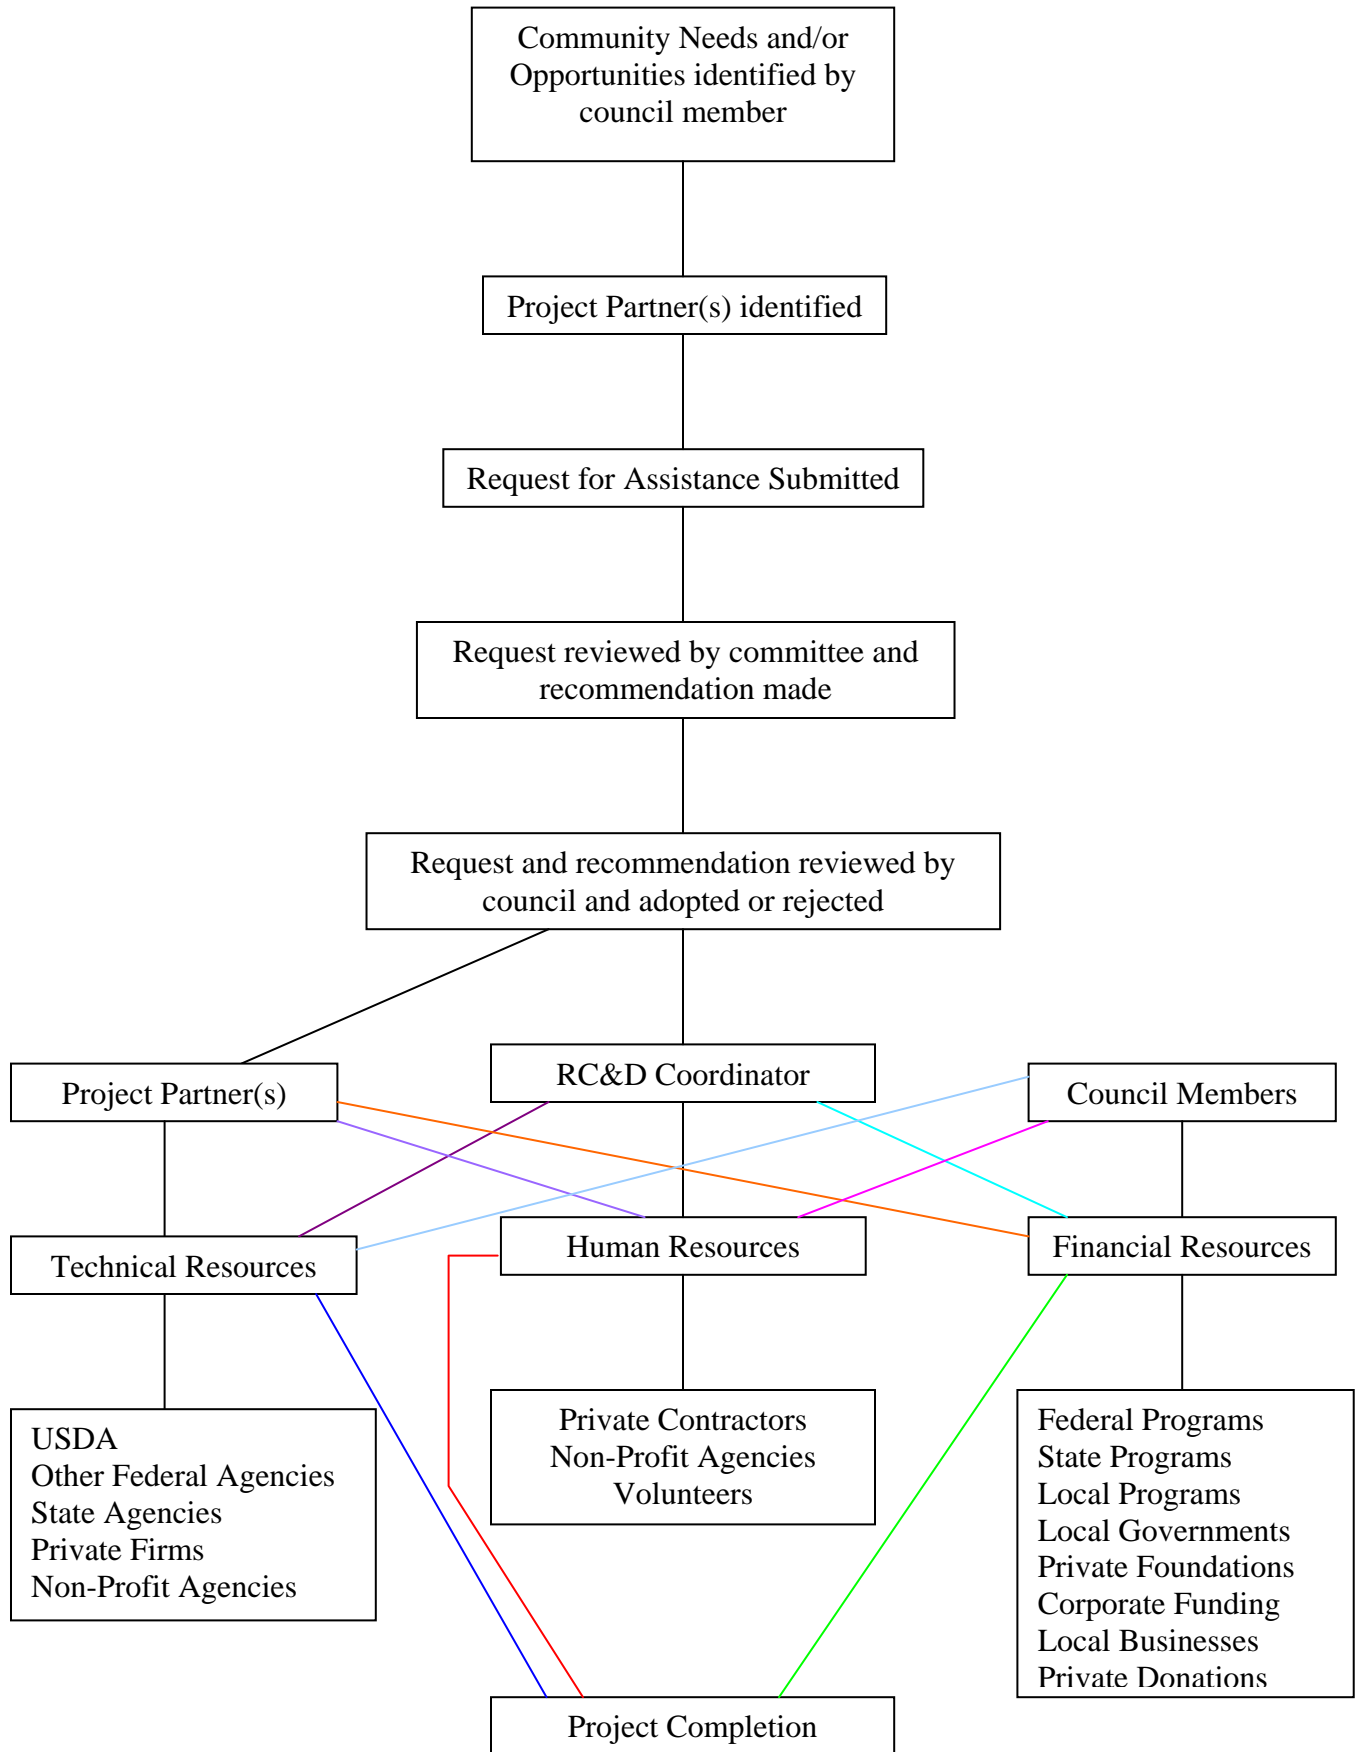 Community Needs and/or
Opportunities identified by
council member
Project Partner(s) identified
Request for Assistance Submitted
Request reviewed by committee and
recommendation made
Request and recommendation reviewed by
council and adopted or rejected
Project Partner(s)
RC&D Coordinator
Council Members
Technical Resources
Human Resources
Financial Resources
USDA
Other Federal Agencies
State Agencies
Private Firms
Non-Profit Agencies
Private Contractors
Non-Profit Agencies
Volunteers
Federal Programs
State Programs
Local Programs
Local Governments
Private Foundations
Corporate Funding
Local Businesses
Private Donations
Project Completion